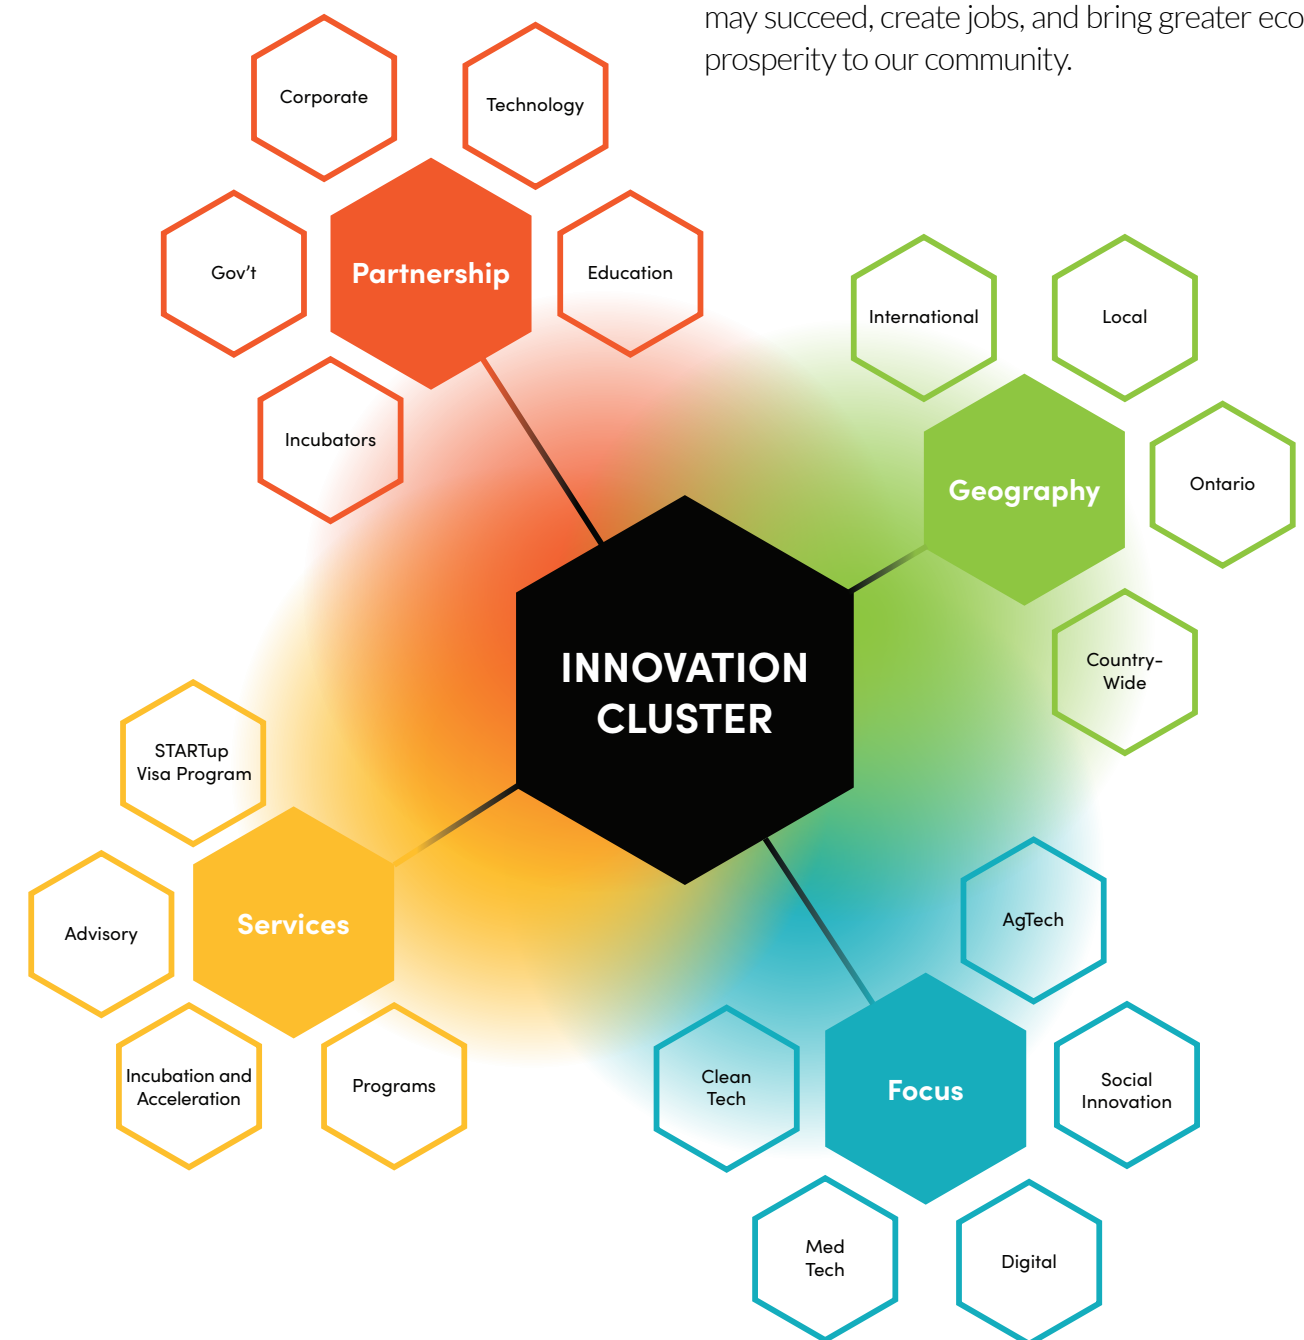 may succeed, create jobs, and bring greater eco
prosperity to our community.
Corporate
Technology
Gov't
Partnership
Education
Incubators
International
Local
Geography
Ontario
Country-
Wide
INNOVATION
CLUSTER
STARTup
Visa Program
Advisory
Services
Incubation and
Acceleration
Programs
AgTech
Clean
Tech
Focus
Social
Innovation
Med
Tech
Digital